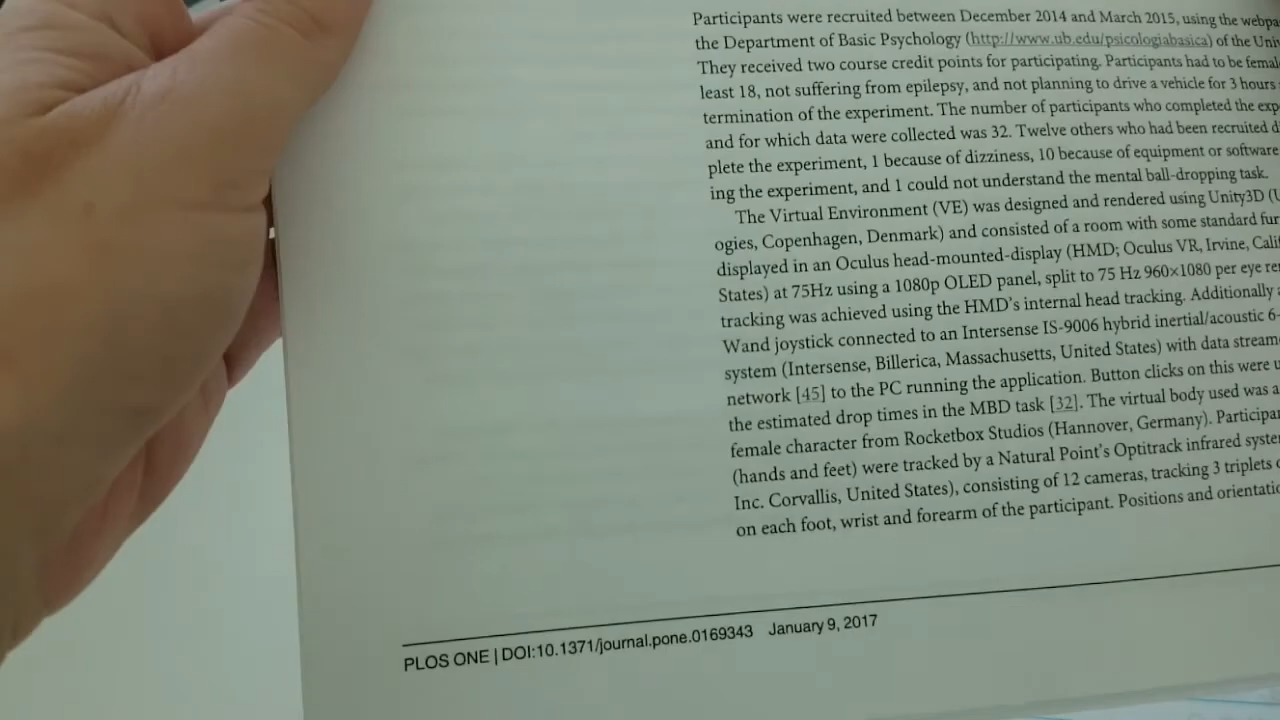 Participants were recruited between December 2014 and March 2015, using the
the Department of Basic Psychology (http://www.ub.edu/psicologiabasica) of the
They received two course credit points for participating. Participants had to be
least 18, not suffering from epilepsy, and not planning to drive a vehicle for 3 hours
termination of the experiment. The number of participants who completed the
and for which data were collected was 32. Twelve others who had been recruited
plete the experiment, 1 because of dizziness, 10 because of equipment or software
ing the experiment, and 1 could not understand the mental ball-dropping task.
The Virtual Environment (VE) was designed and rendered using Unity3D
ogies, Copenhagen, Denmark) and consisted of a room with some standard
displayed in an Oculus head-mounted-display (HMD; Oculus VR, Irvine,
States) at 75Hz using a 1080p OLED panel, split to 75 Hz 960×1080 per eye
tracking was achieved using the HMD's internal head tracking. Additionally
Wand joystick connected to an Intersense IS-9006 hybrid inertial/acoustic 6-
system (Intersense, Billerica, Massachusetts, United States) with data
network [45] to the PC running the application. Button clicks on this were
the estimated drop times in the MBD task [32]. The virtual body used was a
female character from Rocketbox Studios (Hannover, Germany).
(hands and feet) were tracked by a Natural Point's Optitrack infrared
Inc. Corvallis, United States), consisting of 12 cameras, tracking 3 triplets
on each foot, wrist and forearm of the participant. Positions and
PLOS ONE | DOI:10.1371/journal.pone.0169343 January 9, 2017